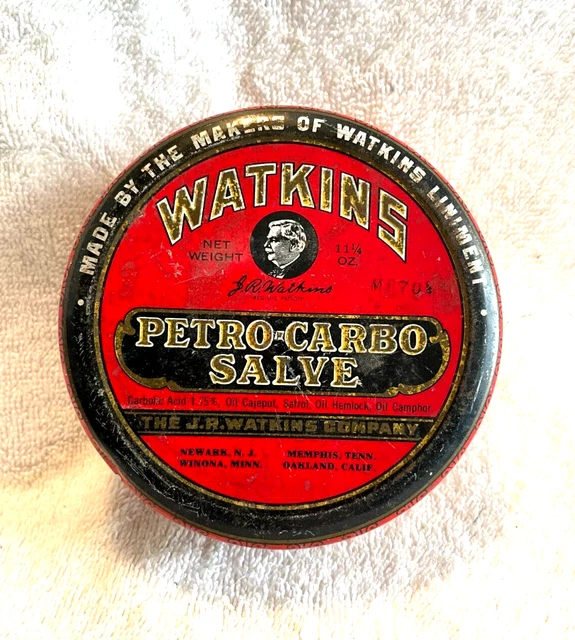 MADE BY THE MAKERS OF WATKINS LINIMENT
WATKINS
NET WEIGHT
11¼ OZ.
J.R. Watkins
PETRO-CARBO
SALVE
Carbolic Acid 1.75%, Oil Cajeput, Safrol, Oil Hemlock, Oil Camphor.
THE J.R. WATKINS COMPANY
NEWARK, N. J. MEMPHIS, TENN.
WINONA, MINN. OAKLAND, CALIF.